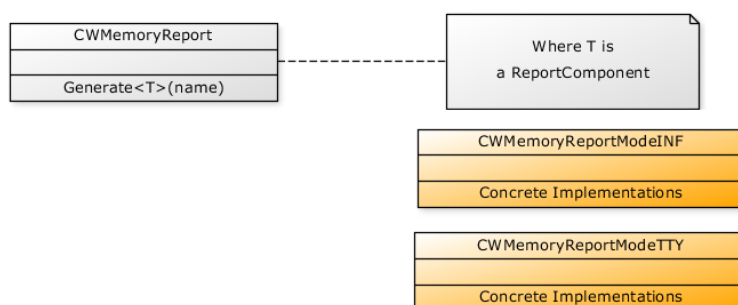 CWMemoryReport
Generate<T>(name)
Where T is
a ReportComponent
CWMemoryReportModeINF
Concrete Implementations
CWMemoryReportModeTTY
Concrete Implementations